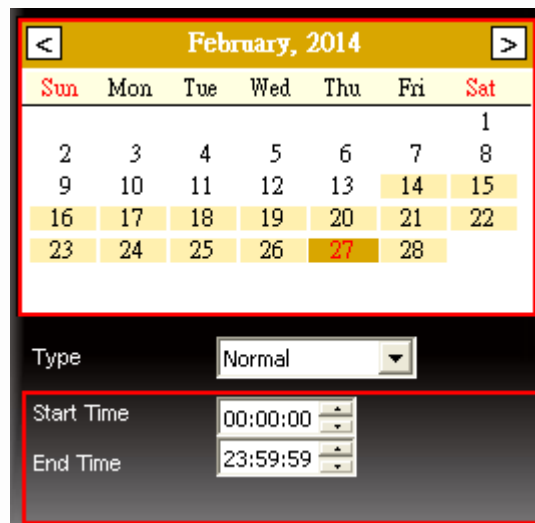 < February, 2014 >
Sun Mon Tue Wed Thu Fri Sat
1
2 3 4 5 6 7 8
9 10 11 12 13 14 15
16 17 18 19 20 21 22
23 24 25 26 27 28
Type Normal
Start Time 00:00:00
End Time 23:59:59